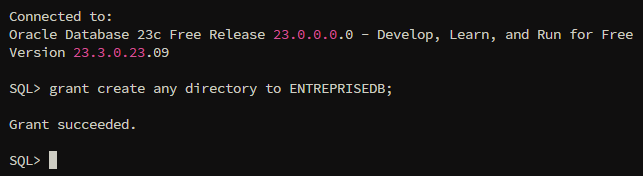 Connected to:
Oracle Database 23c Free Release 23.0.0.0.0 - Develop, Learn, and Run for Free
Version 23.3.0.23.09
SQL> grant create any directory to ENTREPRISEDB;
Grant succeeded.
SQL>